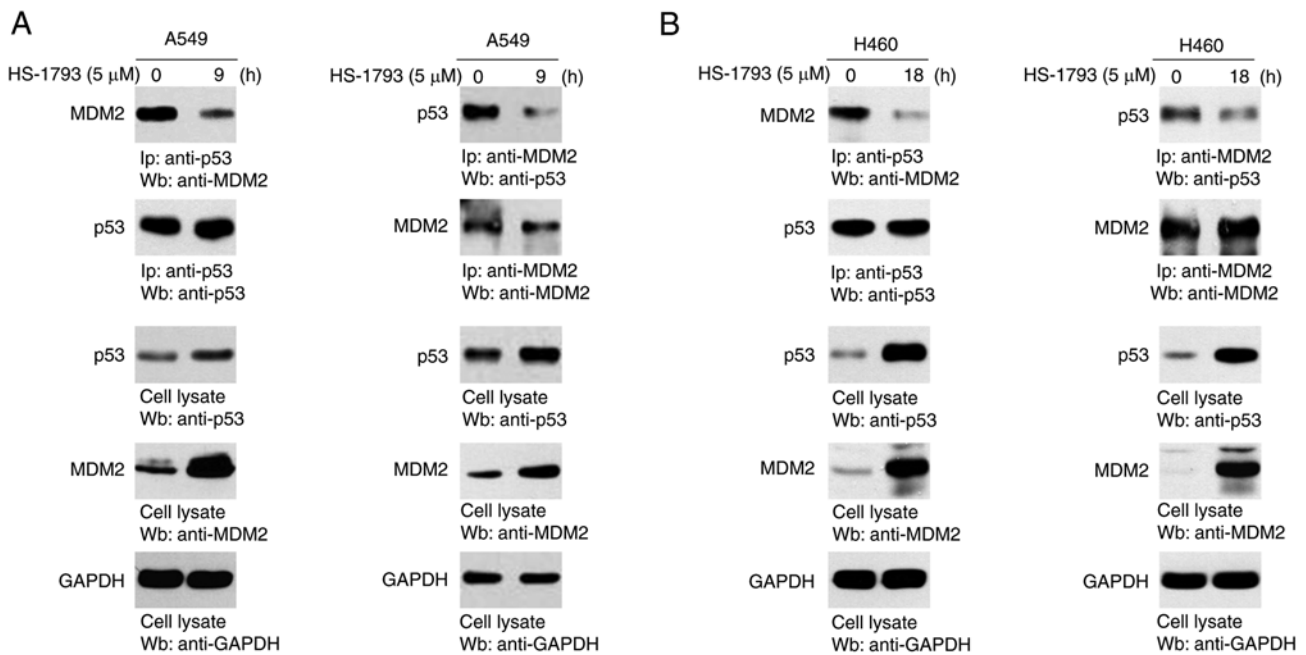 A
A549
HS-1793 (5 μM) 0 9 (h)
MDM2
Ip: anti-p53
Wb: anti-MDM2
p53
Ip: anti-p53
Wb: anti-p53
p53
Cell lysate
Wb: anti-p53
MDM2
Cell lysate
Wb: anti-MDM2
GAPDH
Cell lysate
Wb: anti-GAPDH
A549
HS-1793 (5 μM) 0 9 (h)
p53
Ip: anti-MDM2
Wb: anti-p53
MDM2
Ip: anti-MDM2
Wb: anti-MDM2
p53
Cell lysate
Wb: anti-p53
MDM2
Cell lysate
Wb: anti-MDM2
GAPDH
Cell lysate
Wb: anti-GAPDH
B
H460
HS-1793 (5 μM) 0 18 (h)
MDM2
Ip: anti-p53
Wb: anti-MDM2
p53
Ip: anti-p53
Wb: anti-p53
p53
Cell lysate
Wb: anti-p53
MDM2
Cell lysate
Wb: anti-MDM2
GAPDH
Cell lysate
Wb: anti-GAPDH
H460
HS-1793 (5 μM) 0 18 (h)
p53
Ip: anti-MDM2
Wb: anti-p53
MDM2
Ip: anti-MDM2
Wb: anti-MDM2
p53
Cell lysate
Wb: anti-p53
MDM2
Cell lysate
Wb: anti-MDM2
GAPDH
Cell lysate
Wb: anti-GAPDH